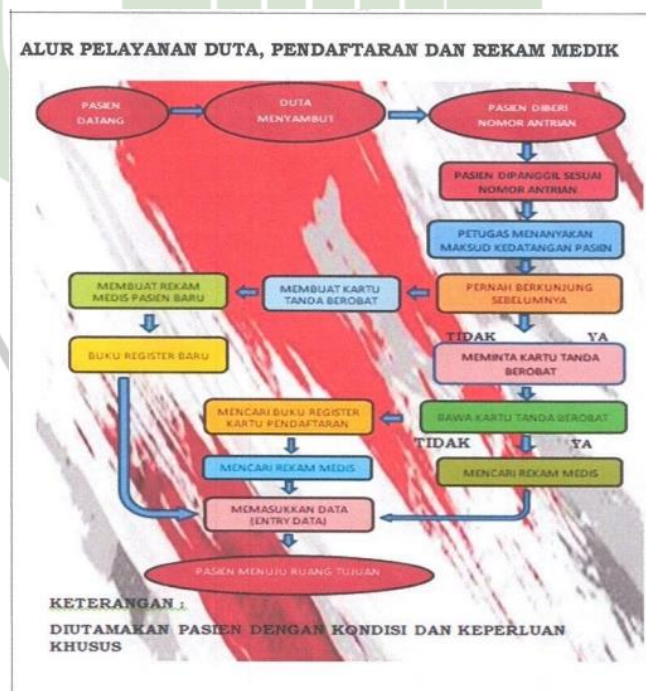 ALUR PELAYANAN DUTA, PENDAFTARAN DAN REKAM MEDIK
PASIEN
DATANG
DUTA
MENYAMBUT
PASIEN DIBERI
NOMOR ANTRIAN
PASIEN DIPANGGIL SESUAI
NOMOR ANTRIAN
PETUGAS MENANYAKAN
MAKSUD KEDATANGAN PASIEN
MEMBUAT REKAM
MEDIS PASIEN BARU
MEMBUAT KARTU
TANDA BEROBAT
PERNAH BERKUNJUNG
SEBELUMNYA
TIDAK YA
BUKU REGISTER BARU
MEMINTA KARTU TANDA
BEROBAT
MENCARI BUKU REGISTER
KARTU PENDAFTARAN
BAWA KARTU TANDA BEROBAT
TIDAK YA
MENCARI REKAM MEDIS
MENCARI REKAM MEDIS
MEMASUKKAN DATA
(ENTRY DATA)
PASIEN MENUJU RUANG TUJUAN
KETERANGAN :
DIUTAMAKAN PASIEN DENGAN KONDISI DAN KEPERLUAN
KHUSUS